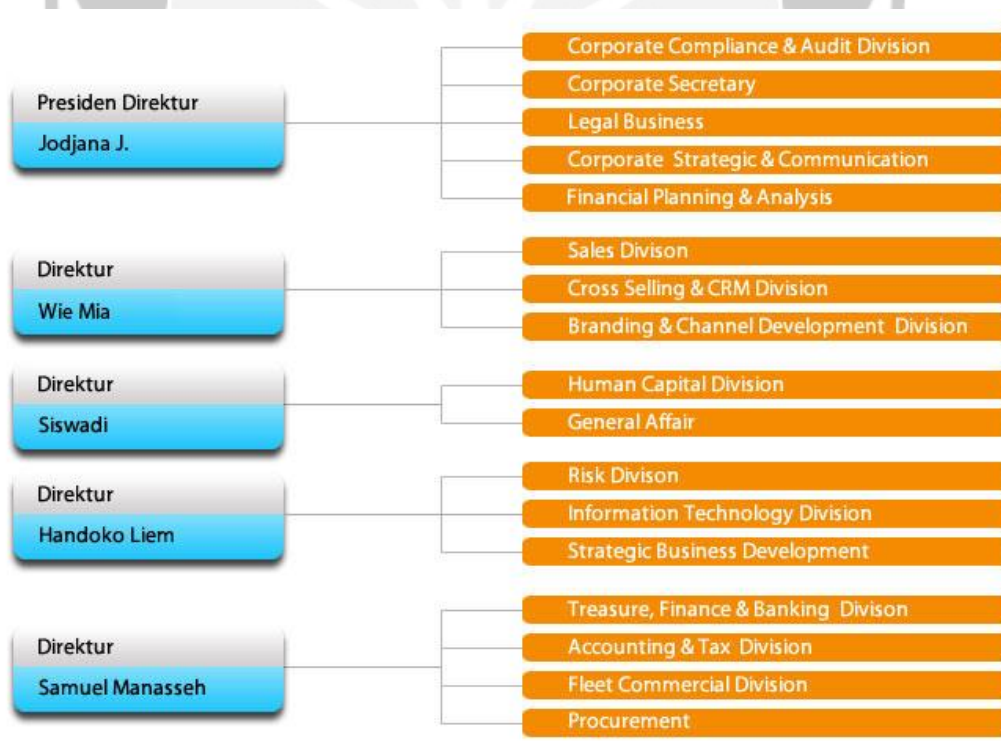 Presiden Direktur
Jodjana J.
Corporate Compliance & Audit Division
Corporate Secretary
Legal Business
Corporate Strategic & Communication
Financial Planning & Analysis
Direktur
Wie Mia
Sales Divison
Cross Selling & CRM Division
Branding & Channel Development Division
Direktur
Siswadi
Human Capital Division
General Affair
Direktur
Handoko Liem
Risk Divison
Information Technology Division
Strategic Business Development
Direktur
Samuel Manasseh
Treasure, Finance & Banking Divison
Accounting & Tax Division
Fleet Commercial Division
Procurement